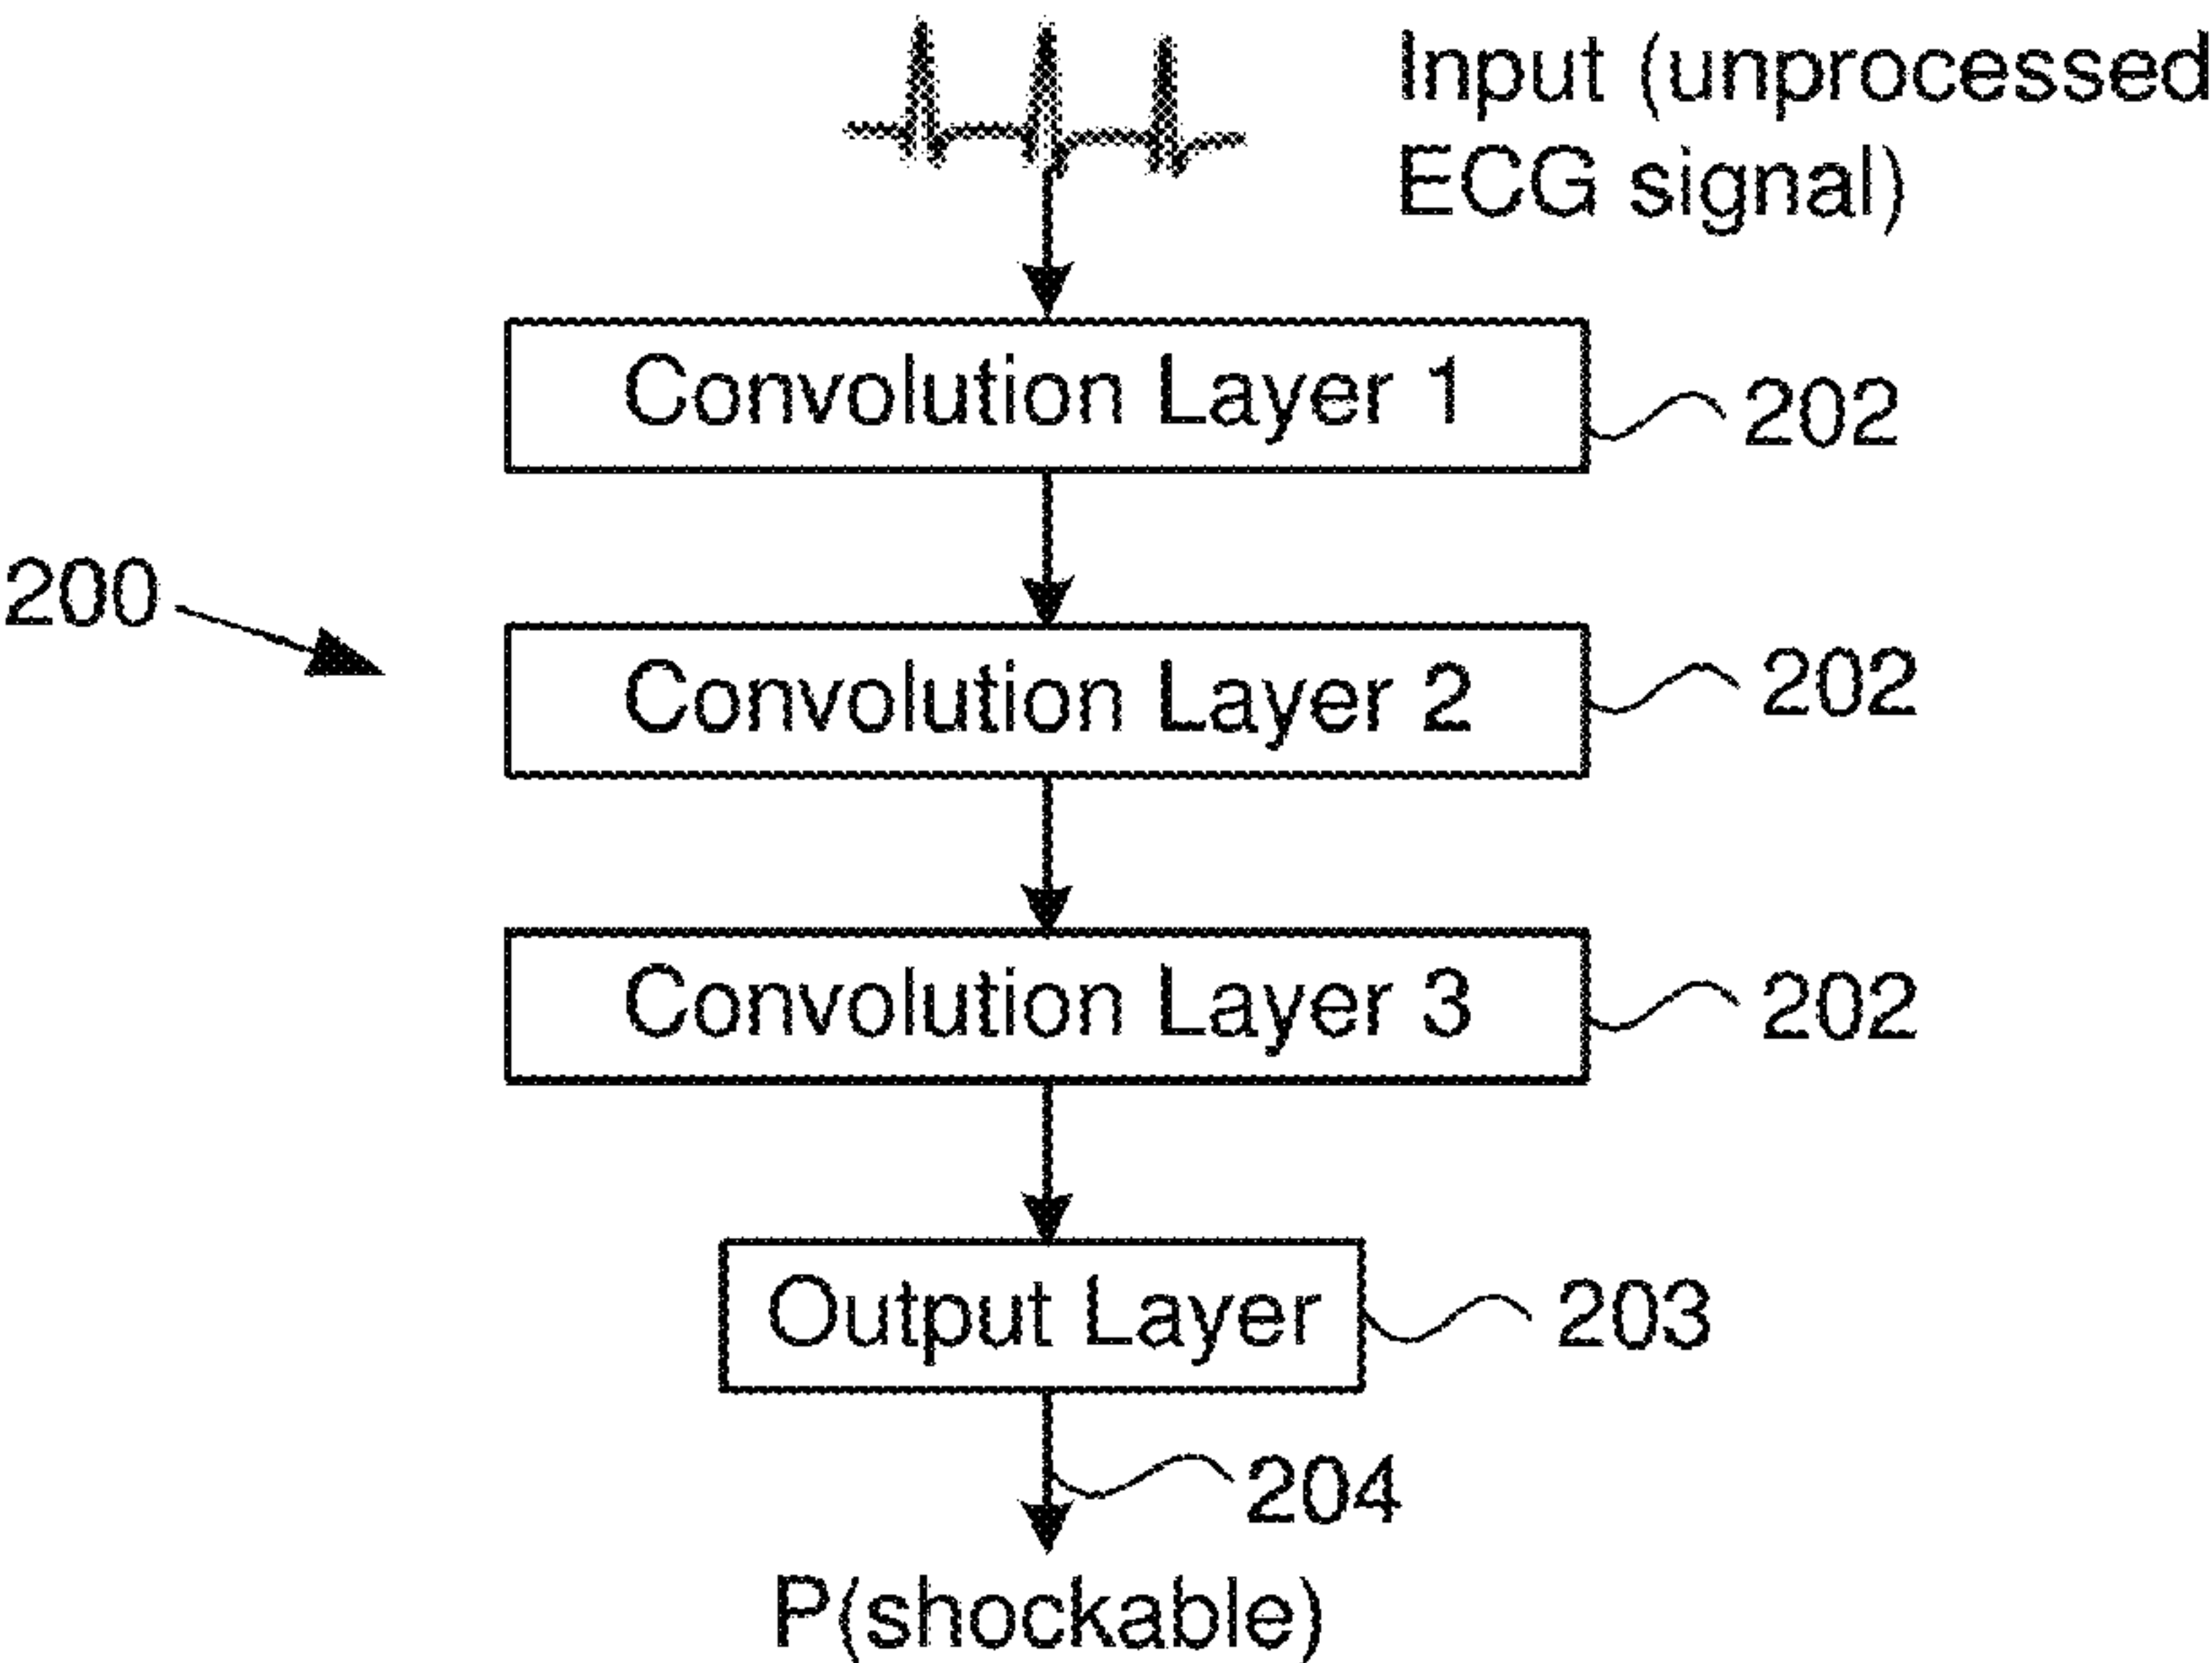 Input (unprocessed
ECG signal)
Convolution Layer 1
202
200
Convolution Layer 2
202
Convolution Layer 3
202
Output Layer
203
204
P(shockable)